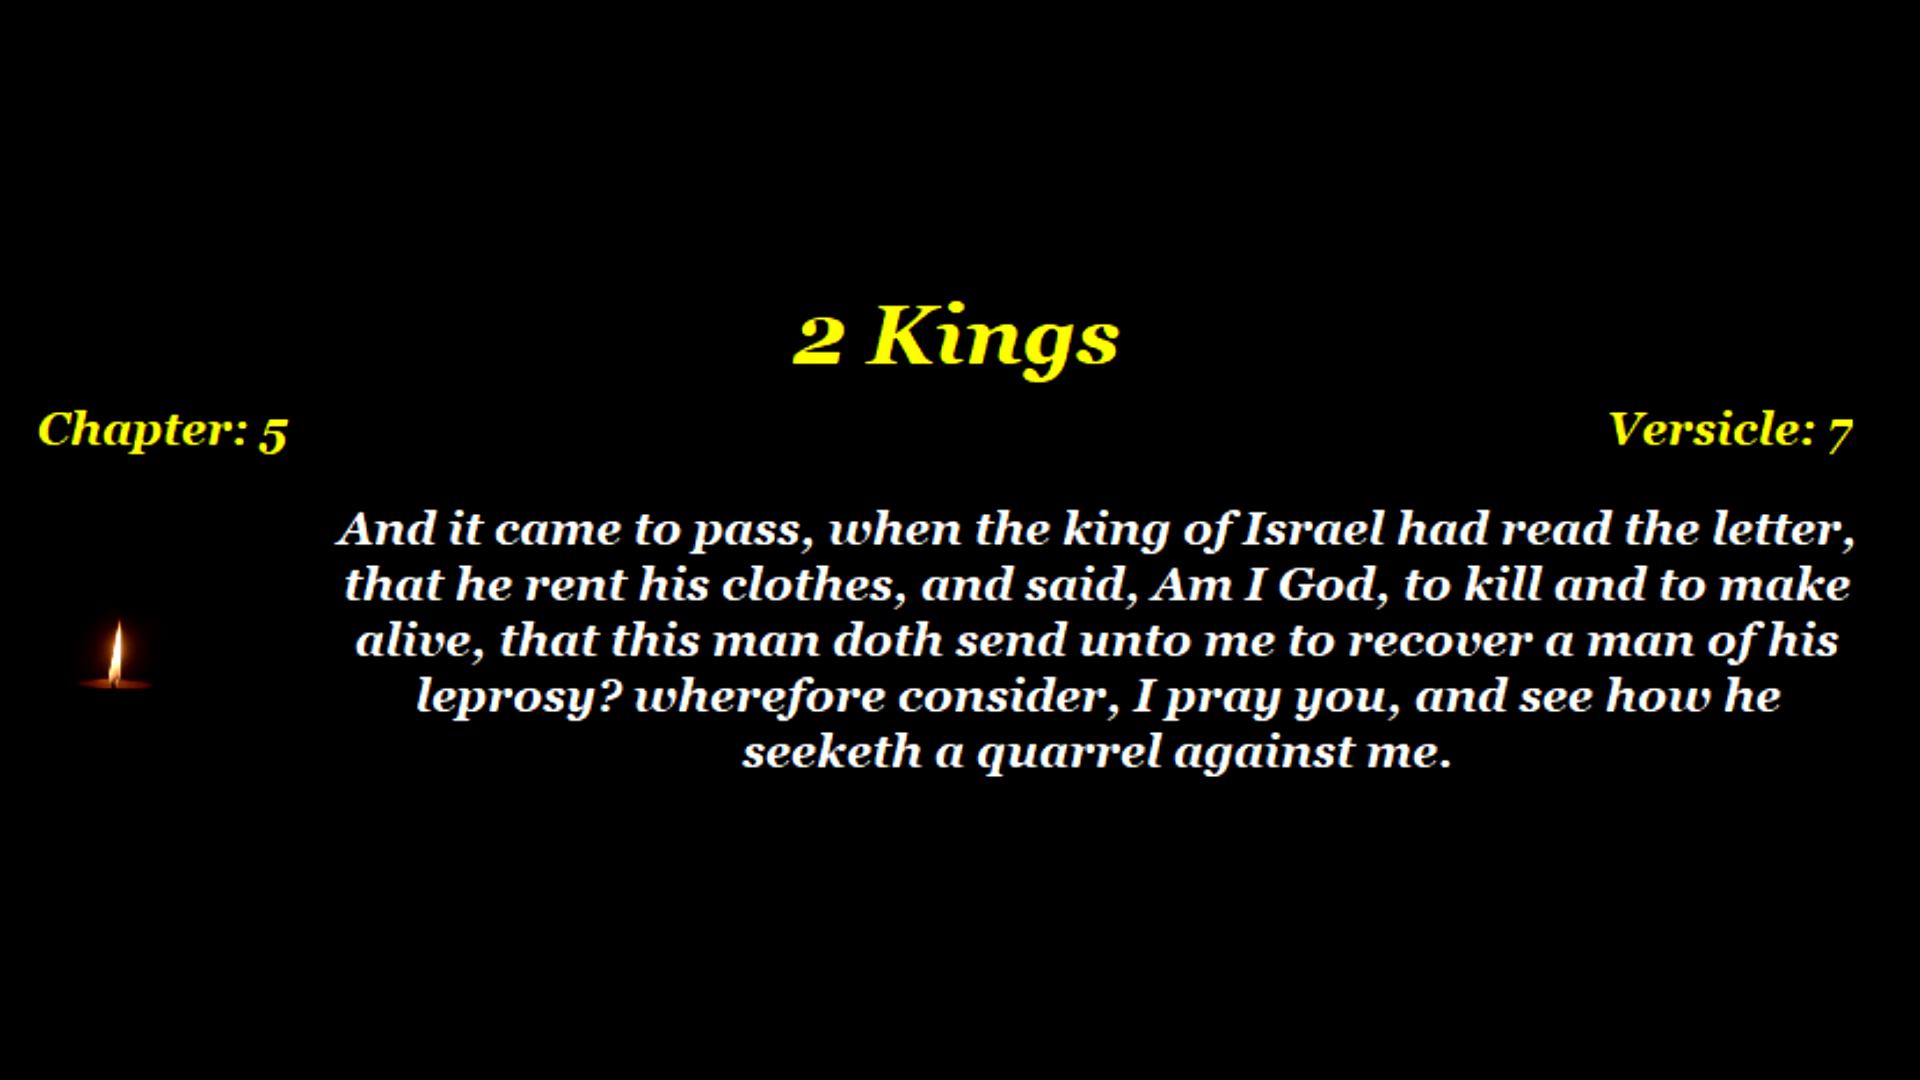 2 Kings
Chapter: 5
Versicle: 7
And it came to pass, when the king of Israel had read the letter,
that he rent his clothes, and said, Am I God, to kill and to make
alive, that this man doth send unto me to recover a man of his
leprosy? wherefore consider, I pray you, and see how he
seeketh a quarrel against me.